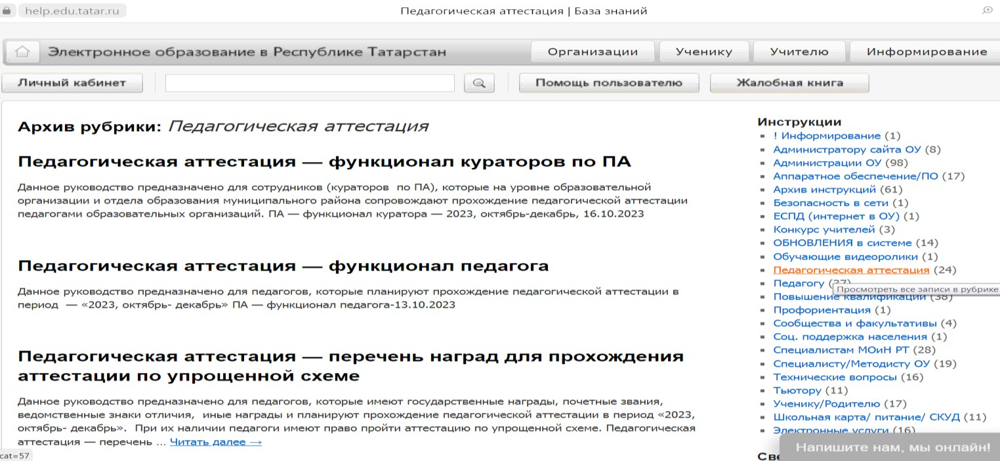 help.edu.tatar.ru
Педагогическая аттестация | База знаний
Электронное образование в Республике Татарстан
Организации
Ученику
Учителю
Информирование
Личный кабинет
Помощь пользователю
Жалобная книга
Архив рубрики: Педагогическая аттестация
Педагогическая аттестация — функционал кураторов по ПА
Данное руководство предназначено для сотрудников (кураторов по ПА), которые на уровне образовательной
организации и отдела образования муниципального района сопровождают прохождение педагогической аттестации
педагогами образовательных организаций. ПА — функционал куратора — 2023, октябрь-декабрь, 16.10.2023
Педагогическая аттестация — функционал педагога
Данное руководство предназначено для педагогов, которые планируют прохождение педагогической аттестации в
период — «2023, октябрь- декабрь» ПА — функционал педагога-13.10.2023
Педагогическая аттестация — перечень наград для прохождения
аттестации по упрощенной схеме
Данное руководство предназначено для педагогов, которые имеют государственные награды, почетные звания,
ведомственные знаки отличия, иные награды и планируют прохождение педагогической аттестации в период «2023,
октябрь- декабрь». При их наличии педагоги имеют право пройти аттестацию по упрощенной схеме. Педагогическая
аттестация — перечень ... Читать далее →
cat=57
Инструкции
! Информирование (1)
Администратору сайта ОУ (8)
Администрации ОУ (98)
Аппаратное обеспечение/ПО (17)
Архив инструкций (61)
Безопасность в сети (1)
ЕСПД (интернет в ОУ) (1)
Конкурс учителей (3)
ОБНОВЛЕНИЯ в системе (14)
Обучающие видеоролики (1)
Педагогическая аттестация (24)
Педагогу (27)
Просмотреть все записи в рубрике
Повышение квалификации (38)
Профориентация (1)
Сообщества и факультативы (4)
Соц. поддержка населения (1)
Специалистам МОиН РТ (28)
Специалисту/Методисту ОУ (19)
Технические вопросы (16)
Тьютору (11)
Ученику/Родителю (17)
Школьная карта/ питание/ СКУД (11)
Электронные услуги (16)
Све
Напишите нам, мы онлайн!